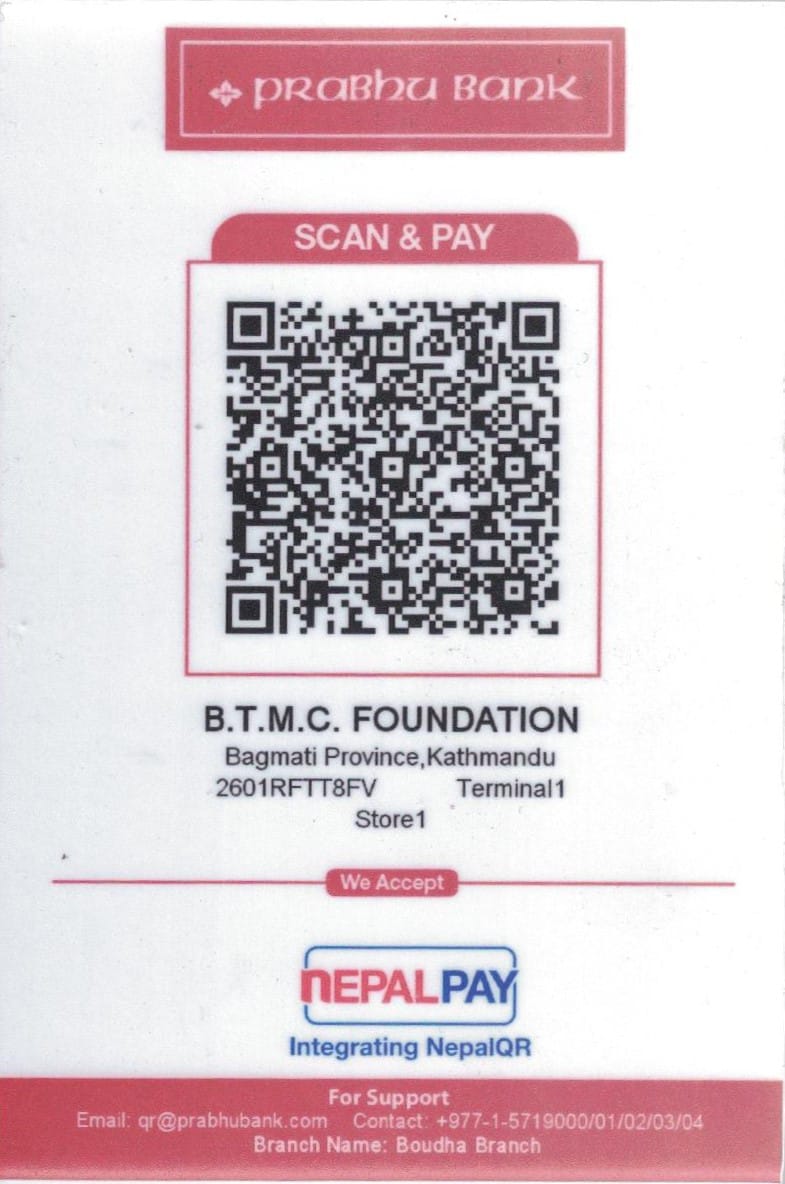 PRABHU BANK
SCAN & PAY
B.T.M.C. FOUNDATION
Bagmati Province,Kathmandu
2601RFTT8FV Terminal1
Store1
We Accept
nEPALPAY
Integrating NepalQR
For Support
Email: qr@prabhubank.com Contact: +977-1-5719000/01/02/03/04
Branch Name: Boudha Branch